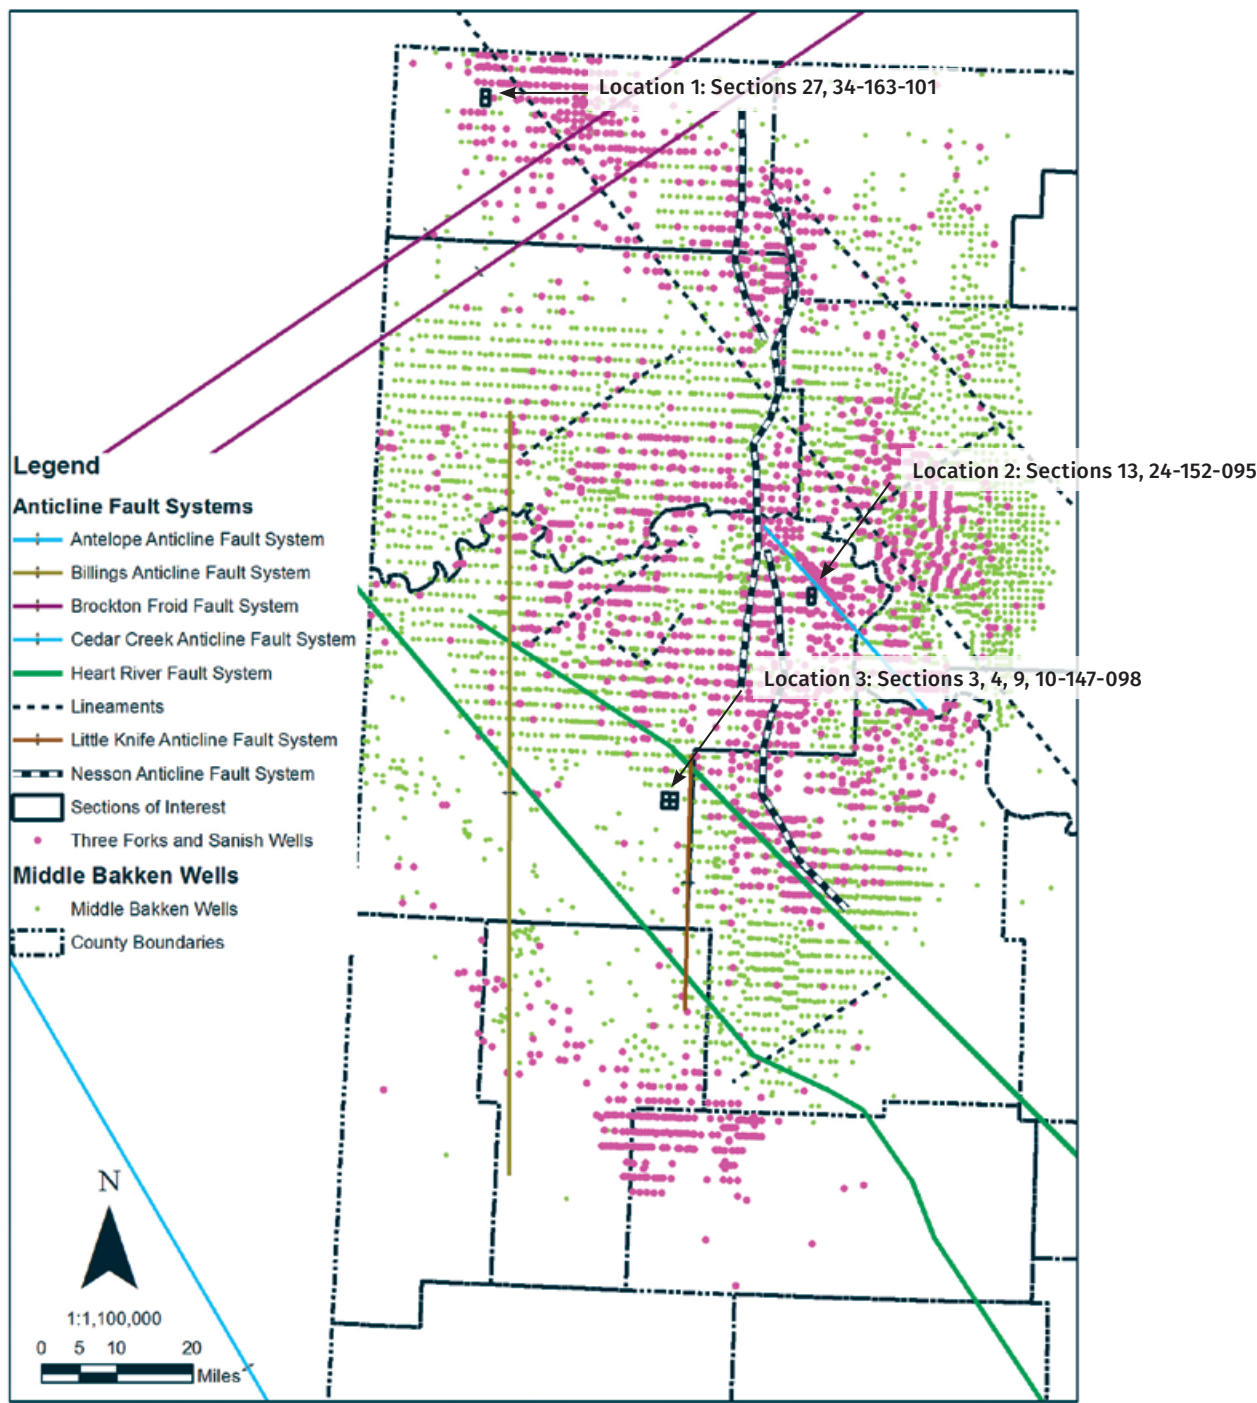 Location 1: Sections 27, 34-163-101
Location 2: Sections 13, 24-152-095
Location 3: Sections 3, 4, 9, 10-147-098
Legend
Anticline Fault Systems
Antelope Anticline Fault System
Billings Anticline Fault System
Brockton Froid Fault System
Cedar Creek Anticline Fault System
Heart River Fault System
Lineaments
Little Knife Anticline Fault System
Nesson Anticline Fault System
Sections of Interest
Three Forks and Sanish Wells
Middle Bakken Wells
Middle Bakken Wells
County Boundaries
N
1:1,100,000
0 5 10 20
Miles